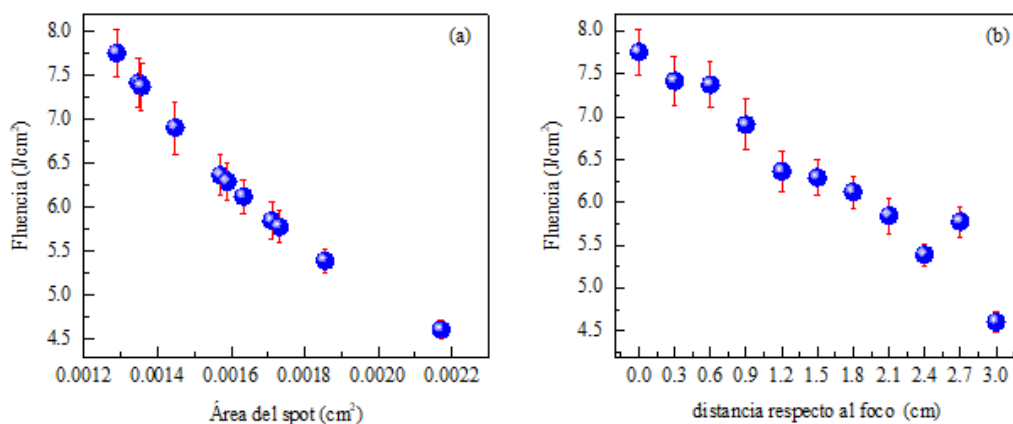 (a)
Fluencia (J/cm²)
8.0
7.5
7.0
6.5
6.0
5.5
5.0
4.5
0.0012 0.0014 0.0016 0.0018 0.0020 0.0022
Área del spot (cm²)
(b)
Fluencia (J/cm²)
8.0
7.5
7.0
6.5
6.0
5.5
5.0
4.5
0.0 0.3 0.6 0.9 1.2 1.5 1.8 2.1 2.4 2.7 3.0
distancia respecto al foco (cm)